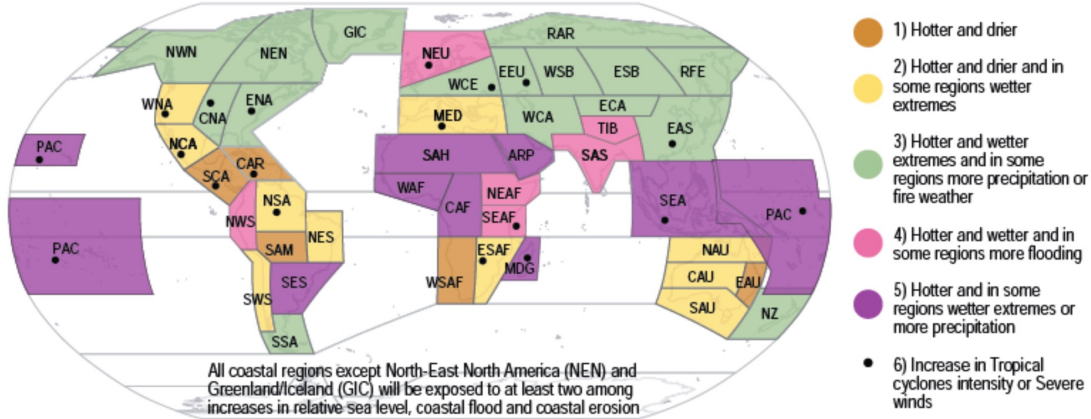 GIC
NWN
NEN
RAR
NEU
WCE
EEU
WSB
ESB
RFE
WNA
CNA
ENA
MED
WCA
ECA
TIB
EAS
PAC
NCA
SCA
CAR
SAH
ARP
SAS
WAF
CAF
NEAF
SEAF
SEA
PAC
NWS
NSA
SAM
NES
PAC
SWS
SES
SSA
WSAF
ESAF
MDG
NAU
CAU
EAU
SAU
NZ
All coastal regions except North-East North America (NEN) and
Greenland/Iceland (GIC) will be exposed to at least two among
increases in relative sea level, coastal flood and coastal erosion
1) Hotter and drier
2) Hotter and drier and in
some regions wetter
extremes
3) Hotter and wetter
extremes and in some
regions more precipitation or
fire weather
4) Hotter and wetter and in
some regions more flooding
5) Hotter and in some
regions wetter extremes or
more precipitation
6) Increase in Tropical
cyclones intensity or Severe
winds